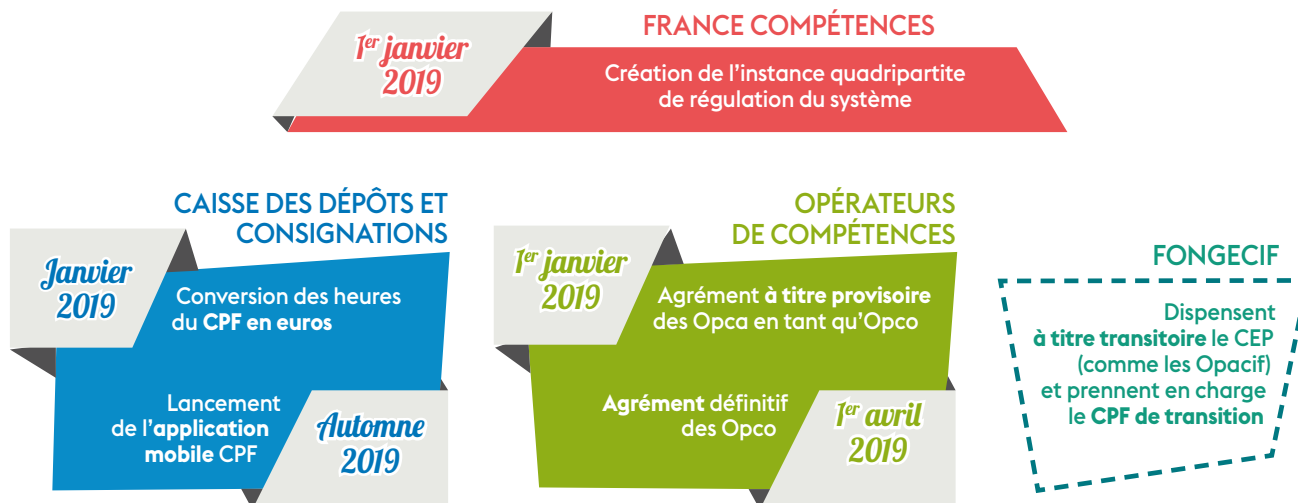 FRANCE COMPÉTENCES
1er janvier
2019
Création de l’instance quadripartite
de régulation du système
CAISSE DES DÉPÔTS ET
CONSIGNATIONS
Janvier
2019
Conversion des heures
du CPF en euros
Lancement
de l’application
mobile CPF
Automne
2019
OPÉRATEURS
DE COMPÉTENCES
1er janvier
2019
Agrément à titre provisoire
des Opca en tant qu’Opco
Agrément définitif
des Opco
1er avril
2019
FONGECIF
Dispensent
à titre transitoire le CEP
(comme les Opacif)
et prennent en charge
le CPF de transition